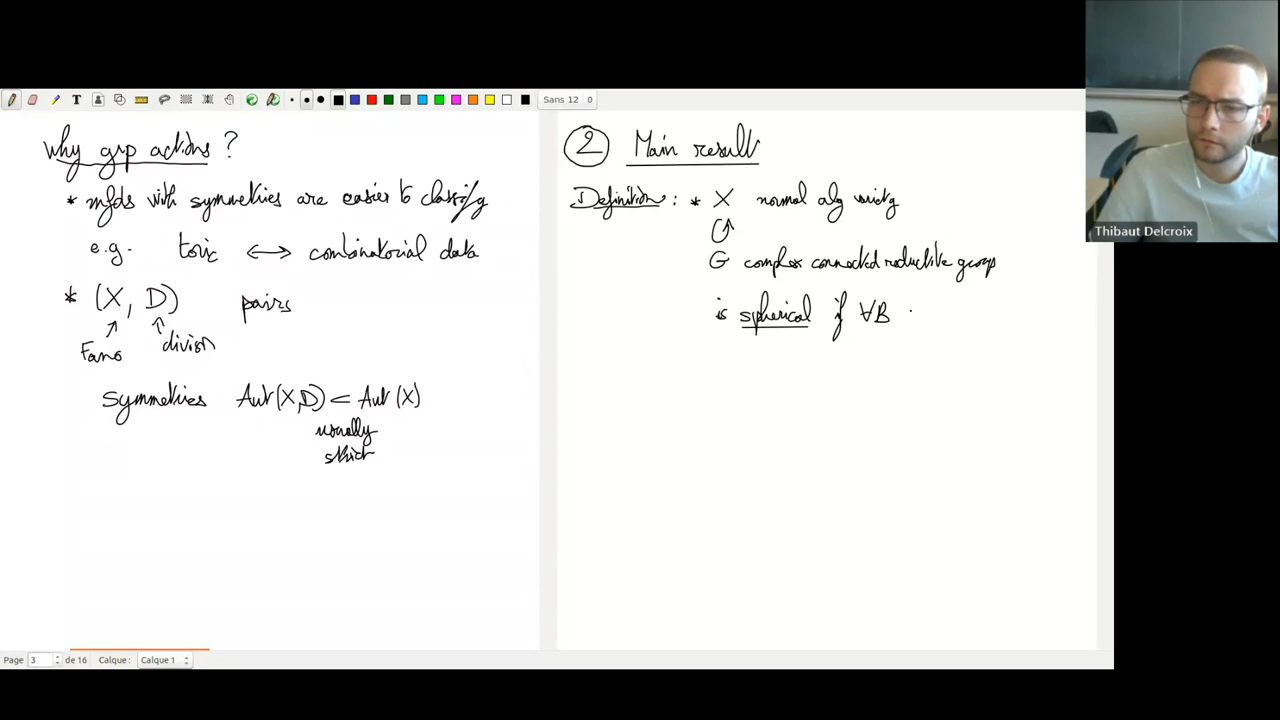 Sans 12 0
why grp actions ?
* mfds with symmetries are easier to classify
e.g. toric ⟷ combinatorial data
* (X, D) pairs
↑ ↑
Fano divisor
symmetries Aut(X,D) ⊂ Aut(X)
usually
strict
② Main result
Definition : * X normal alg variety
G complex connected reductive group
is spherical if ∀B
Thibaut Delcroix
Page 3 de 16 Calque : Calque 1